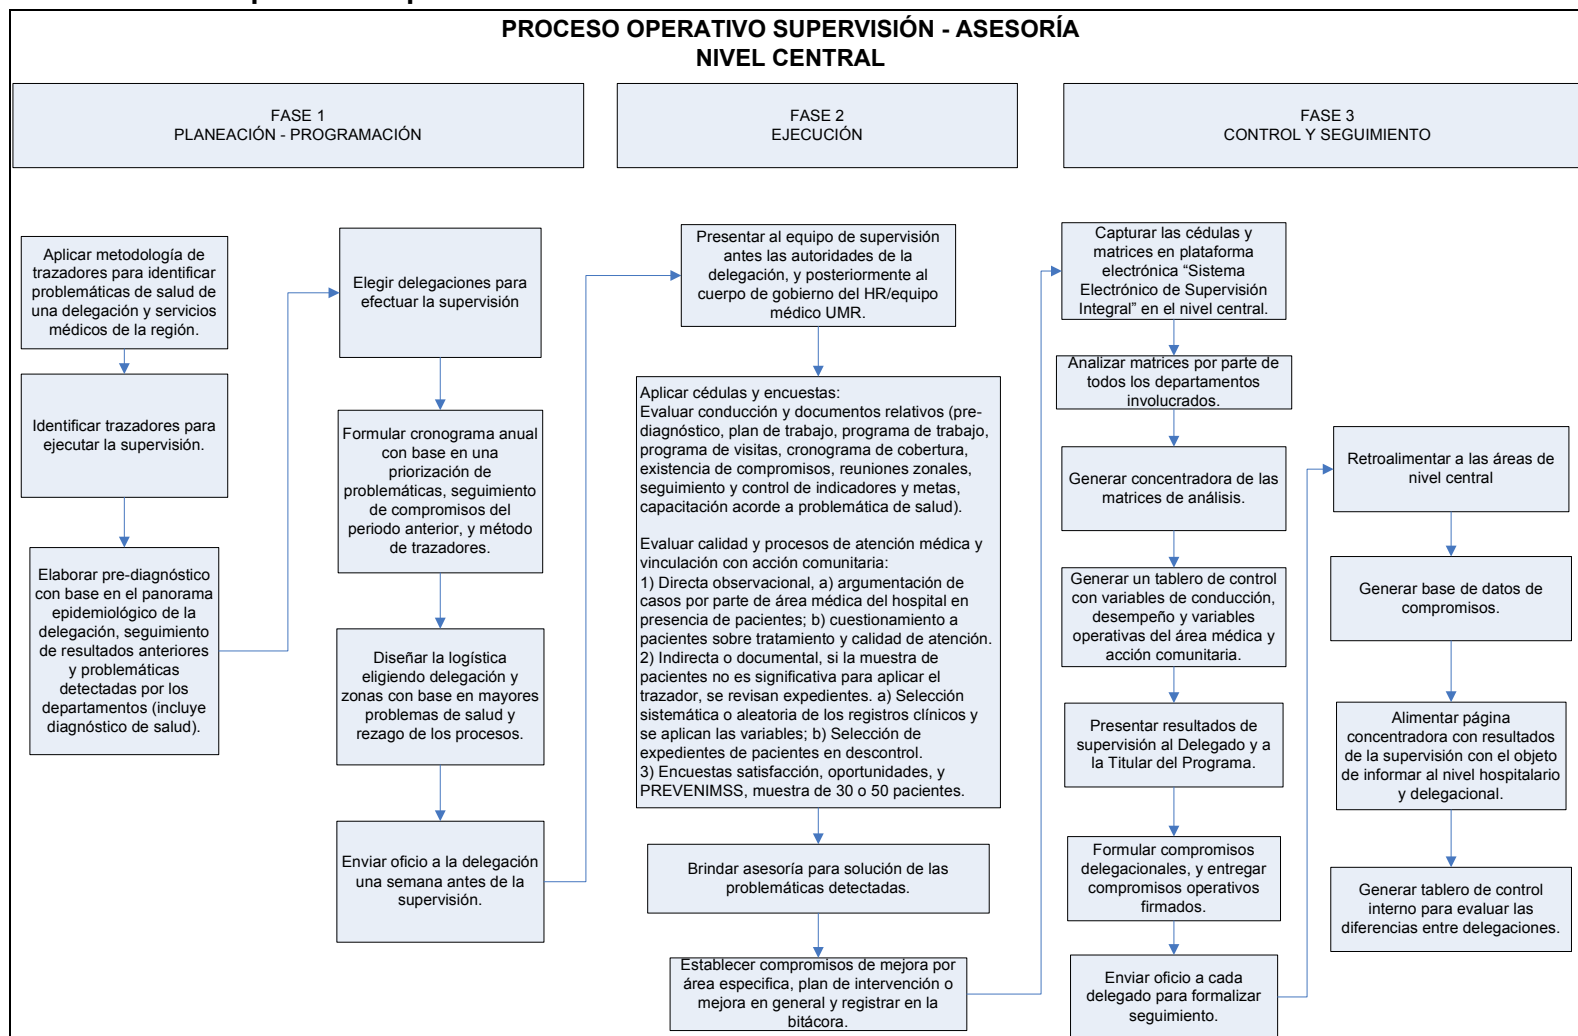 PROCESO OPERATIVO SUPERVISIÓN - ASESORÍA
NIVEL CENTRAL
FASE 1
PLANEACIÓN - PROGRAMACIÓN
FASE 2
EJECUCIÓN
FASE 3
CONTROL Y SEGUIMIENTO
Aplicar metodología de
trazadores para identificar
problemáticas de salud de
una delegación y servicios
médicos de la región.
Identificar trazadores para
ejecutar la supervisión.
Elaborar pre-diagnóstico
con base en el panorama
epidemiológico de la
delegación, seguimiento
de resultados anteriores
y problemáticas
detectadas por los
departamentos (incluye
diagnóstico de salud).
Elegir delegaciones para
efectuar la supervisión
Formular cronograma anual
con base en una
priorización de
problemáticas, seguimiento
de compromisos del
periodo anterior, y método
de trazadores.
Diseñar la logística
eligiendo delegación y
zonas con base en mayores
problemas de salud y
rezago de los procesos.
Enviar oficio a la delegación
una semana antes de la
supervisión.
Presentar al equipo de supervisión
antes las autoridades de la
delegación, y posteriormente al
cuerpo de gobierno del HR/equipo
médico UMR.
Aplicar cédulas y encuestas:
Evaluar conducción y documentos relativos (pre-
diagnóstico, plan de trabajo, programa de trabajo,
programa de visitas, cronograma de cobertura,
existencia de compromisos, reuniones zonales,
seguimiento y control de indicadores y metas,
capacitación acorde a problemática de salud).
Evaluar calidad y procesos de atención médica y
vinculación con acción comunitaria:
1) Directa observacional, a) argumentación de
casos por parte de área médica del hospital en
presencia de pacientes; b) cuestionamiento a
pacientes sobre tratamiento y calidad de atención.
2) Indirecta o documental, si la muestra de
pacientes no es significativa para aplicar el
trazador, se revisan expedientes. a) Selección
sistemática o aleatoria de los registros clínicos y
se aplican las variables; b) Selección de
expedientes de pacientes en descontrol.
3) Encuestas satisfacción, oportunidades, y
PREVENIMSS, muestra de 30 o 50 pacientes.
Brindar asesoría para solución de las
problemáticas detectadas.
Establecer compromisos de mejora por
área especifica, plan de intervención o
mejora en general y registrar en la
bitácora.
Capturar las cédulas y
matrices en plataforma
electrónica “Sistema
Electrónico de Supervisión
Integral” en el nivel central.
Analizar matrices por parte de
todos los departamentos
involucrados.
Generar concentradora de las
matrices de análisis.
Generar un tablero de control
con variables de conducción,
desempeño y variables
operativas del área médica y
acción comunitaria.
Presentar resultados de
supervisión al Delegado y a
la Titular del Programa.
Formular compromisos
delegacionales, y entregar
compromisos operativos
firmados.
Enviar oficio a cada
delegado para formalizar
seguimiento.
Retroalimentar a las áreas de
nivel central
Generar base de datos de
compromisos.
Alimentar página
concentradora con resultados
de la supervisión con el objeto
de informar al nivel hospitalario
y delegacional.
Generar tablero de control
interno para evaluar las
diferencias entre delegaciones.